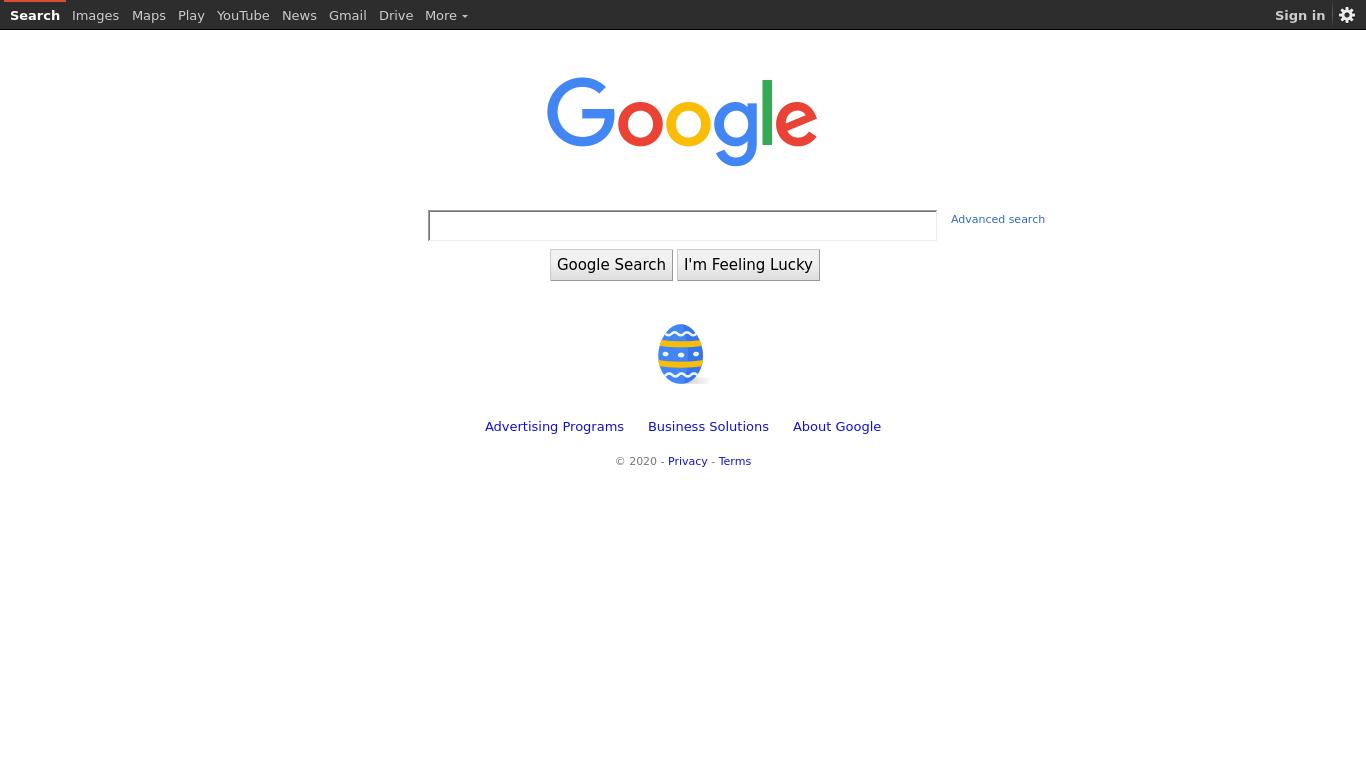 Search Images Maps Play YouTube News Gmail Drive More Sign in
Google
Advanced search
Google Search I'm Feeling Lucky
Advertising Programs Business Solutions About Google
© 2020 - Privacy - Terms